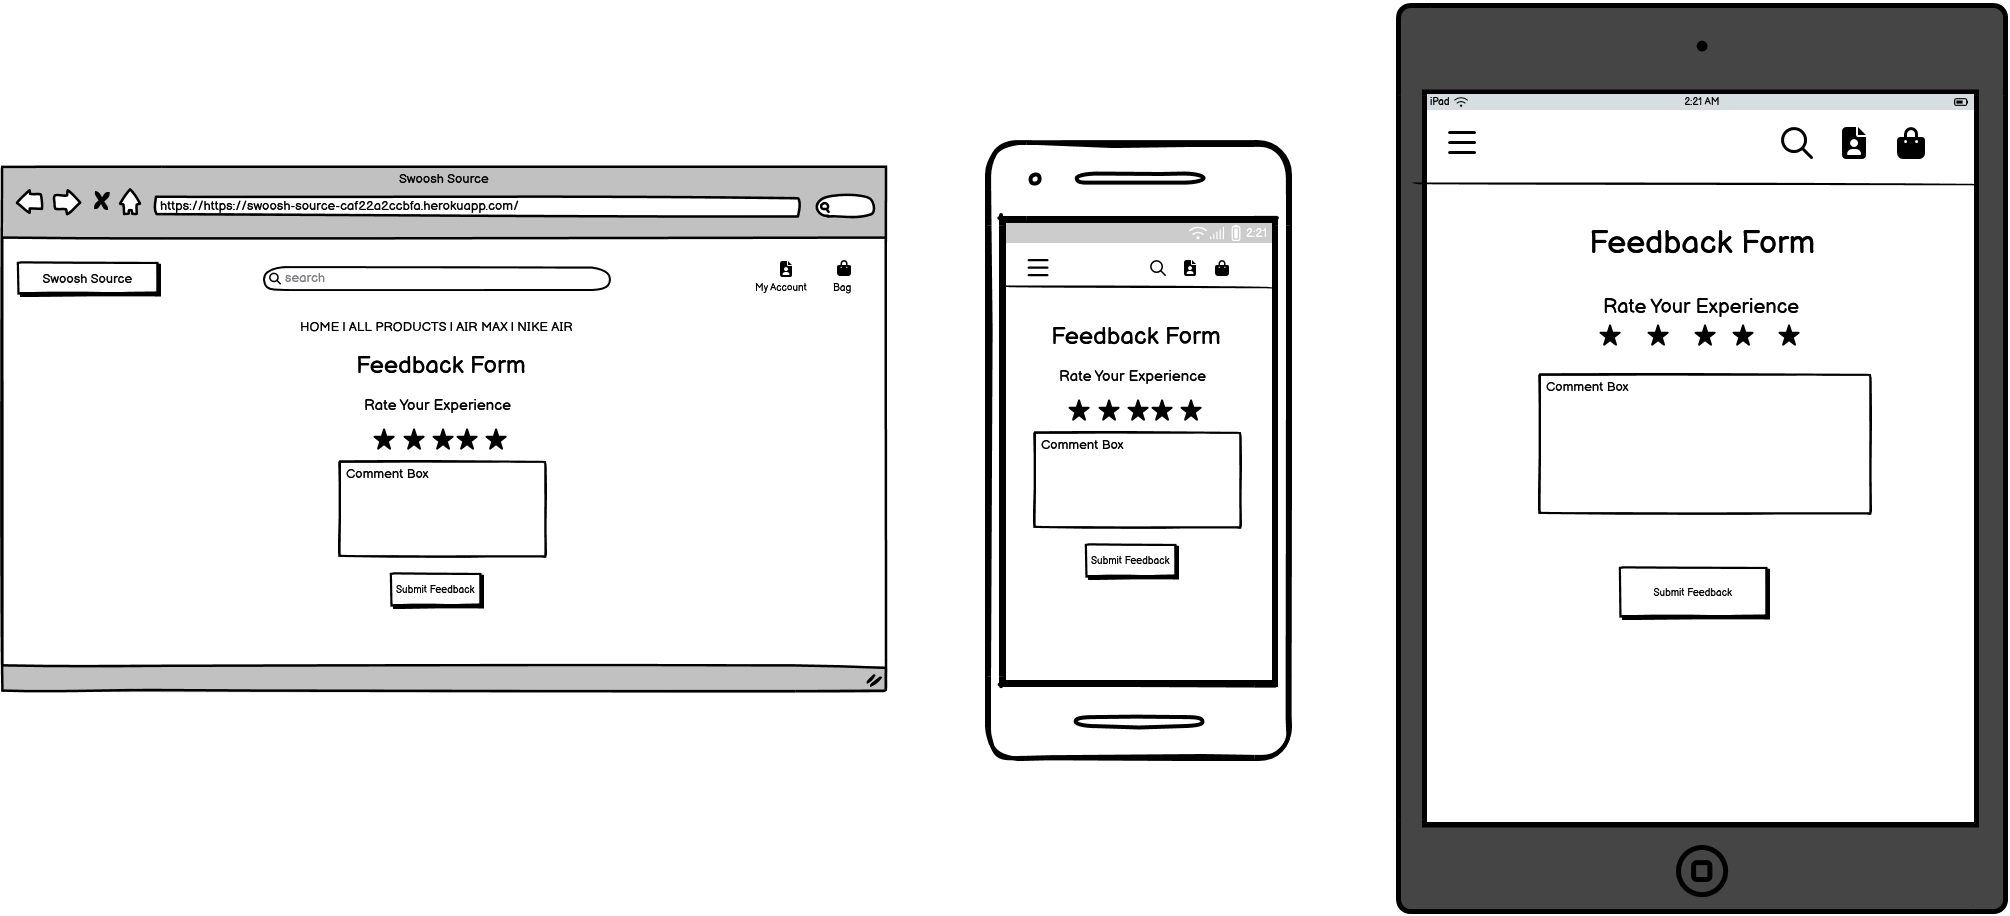 Swoosh Source
https://https://swoosh-source-caf22a2ccbfa.herokuapp.com/
Swoosh Source
search
My Account
Bag
HOME | ALL PRODUCTS | AIR MAX | NIKE AIR
Feedback Form
Rate Your Experience
Comment Box
Submit Feedback
2:21
Feedback Form
Rate Your Experience
Comment Box
Submit Feedback
iPad
2:21 AM
Feedback Form
Rate Your Experience
Comment Box
Submit Feedback